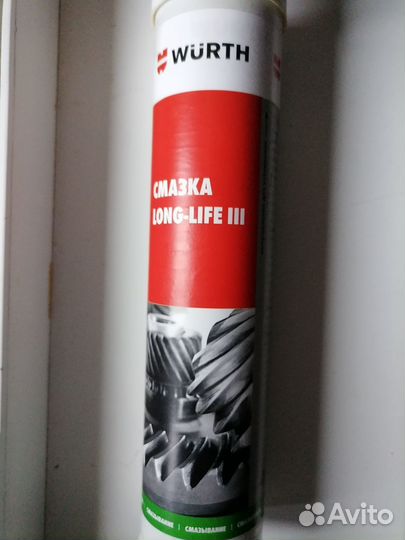 WÜRTH
СМАЗКА
LONG-LIFE III
СМАЗЫВАНИЕ | СМАЗЫВАНИЕ
Avito